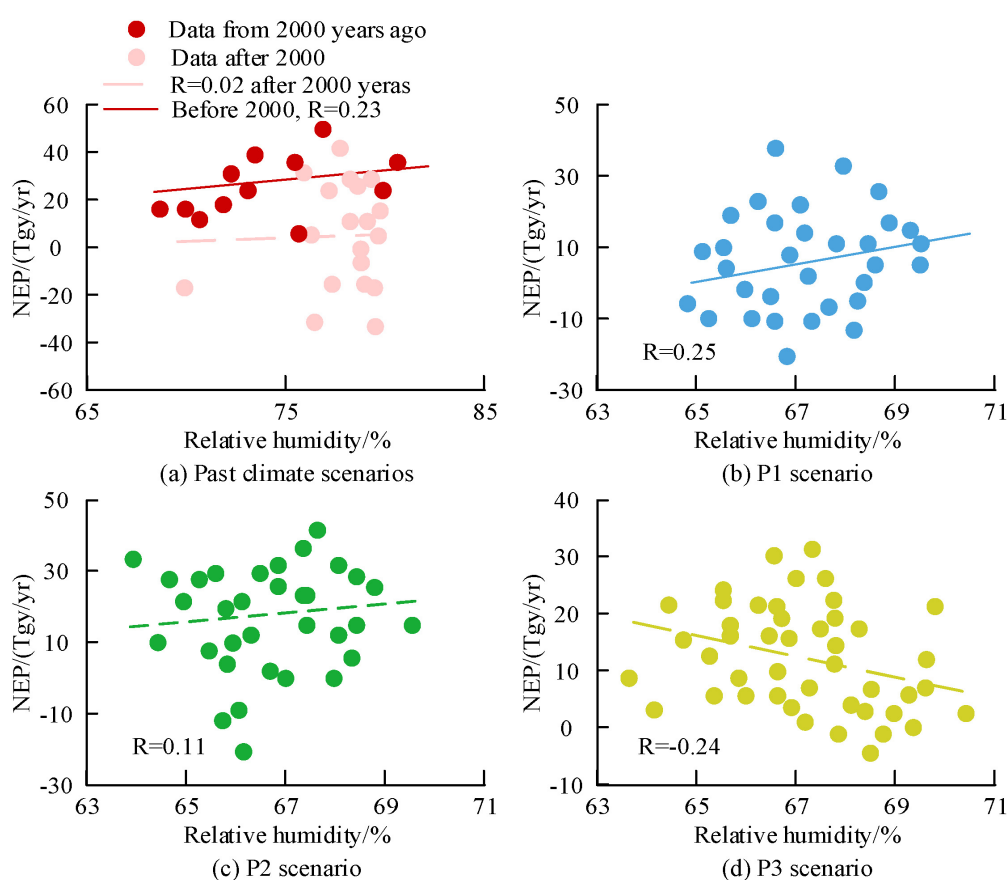 Data from 2000 years ago
Data after 2000
R=0.02 after 2000 yeras
Before 2000, R=0.23
60
40
20
0
-20
-40
-60
NEP/(Tgy/yr)
65
75
85
Relative humidity/%
(a) Past climate scenarios
50
30
10
-10
-30
NEP/(Tgy/yr)
R=0.25
63
65
67
69
71
Relative humidity/%
(b) P1 scenario
50
30
10
-10
-30
NEP/(Tgy/yr)
R=0.11
63
65
67
69
71
Relative humidity/%
(c) P2 scenario
40
30
20
10
0
-10
NEP/(Tgy/yr)
R=-0.24
63
65
67
69
71
Relative humidity/%
(d) P3 scenario